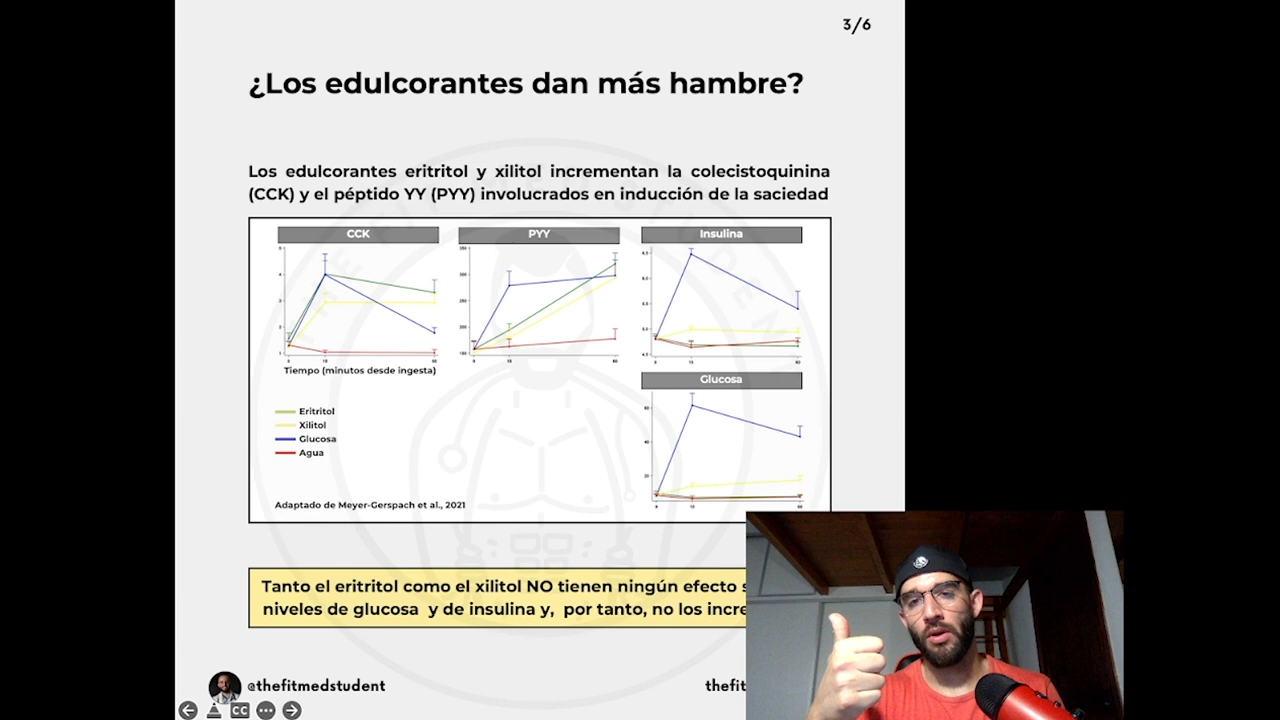 3/6
¿Los edulcorantes dan más hambre?
Los edulcorantes eritritol y xilitol incrementan la colecistoquinina
(CCK) y el péptido YY (PYY) involucrados en inducción de la saciedad
CCK
PYY
Insulina
Tiempo (minutos desde ingesta)
Glucosa
Eritritol
Xilitol
Glucosa
Agua
Adaptado de Meyer-Gerspach et al., 2021
Tanto el eritritol como el xilitol NO tienen ningún efecto
niveles de glucosa y de insulina y, por tanto, no los incre
@thefitmedstudent
thefit
CC